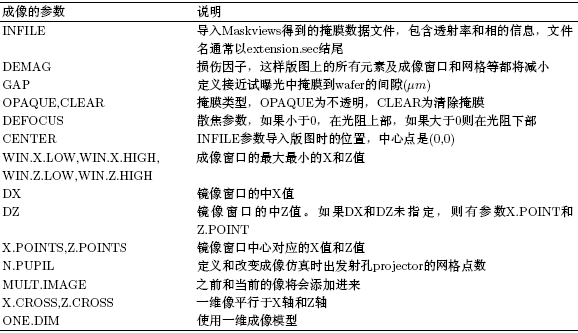 成像的参数 说明
INFILE 导入Maskviews得到的掩膜数据文件，包含透射率和相的信息，文件
名通常以extension.sec结尾
DEMAG 损伤因子，这样版图上的所有元素及成像窗口和网格等都将减小
GAP 定义接近试曝光中掩膜到wafer的间隙(μm)
OPAQUE,CLEAR 掩膜类型，OPAQUE为不透明，CLEAR为清除掩膜
DEFOCUS 散焦参数，如果小于0，在光阻上部，如果大于0则在光阻下部
CENTER INFILE参数导入版图时的位置，中心点是(0,0)
WIN.X.LOW,WIN.X.HIGH, 成像窗口的最大最小的X和Z值
WIN.Z.LOW,WIN.Z.HIGH
DX 镜像窗口的中X值
DZ 镜像窗口的中Z值。如果DX和DZ未指定，则有参数X.POINT和
Z.POINT
X.POINTS,Z.POINTS 镜像窗口中心对应的X值和Z值
N.PUPIL 定义和改变成像仿真时出发射孔projector的网格点数
MULT.IMAGE 之前和当前的像将会添加进来
X.CROSS,Z.CROSS 一维像平行于X轴和Z轴
ONE.DIM 使用一维成像模型